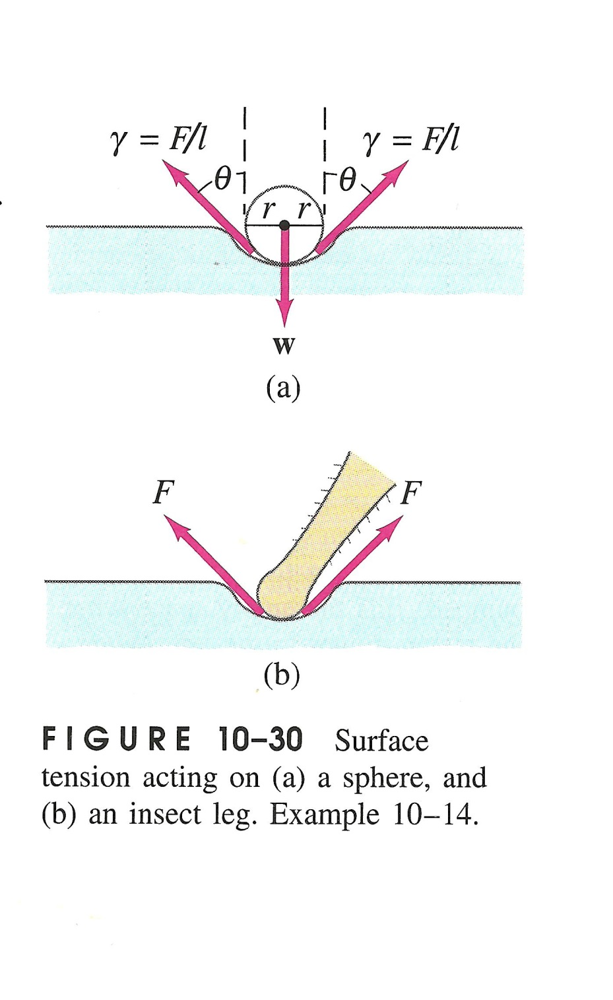 γ = F/l γ = F/l
θ θ
r r
w
(a)
F F
(b)
FIGURE 10–30 Surface
tension acting on (a) a sphere, and
(b) an insect leg. Example 10–14.